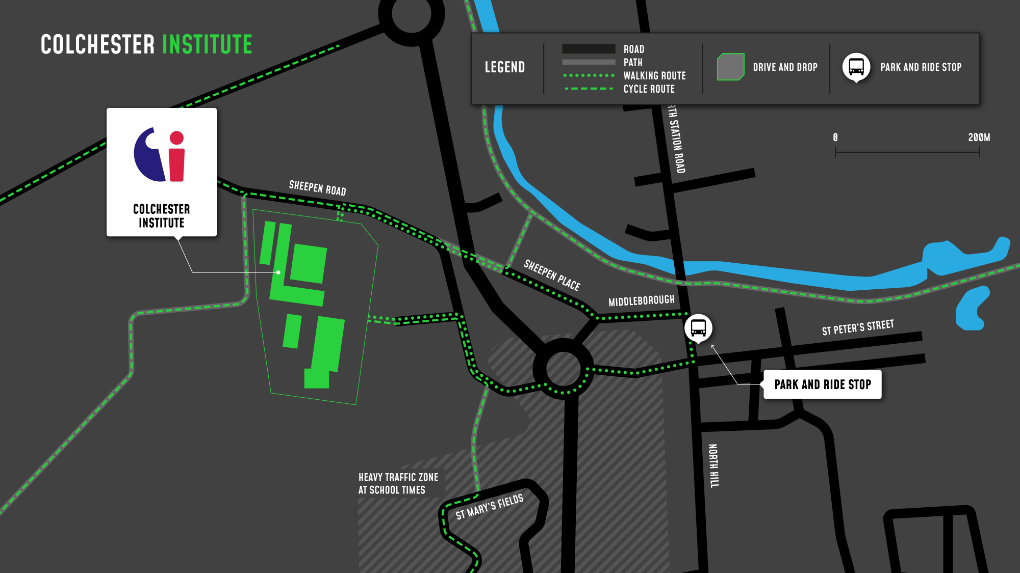 COLCHESTER INSTITUTE
LEGEND
ROAD
PATH
WALKING ROUTE
CYCLE ROUTE
DRIVE AND DROP
PARK AND RIDE STOP
0 200M
TH STATION ROAD
SHEEPEN ROAD
COLCHESTER
INSTITUTE
SHEEPEN PLACE
MIDDLEBOROUGH
ST PETER'S STREET
PARK AND RIDE STOP
NORTH HILL
HEAVY TRAFFIC ZONE
AT SCHOOL TIMES
ST MARY'S FIELDS